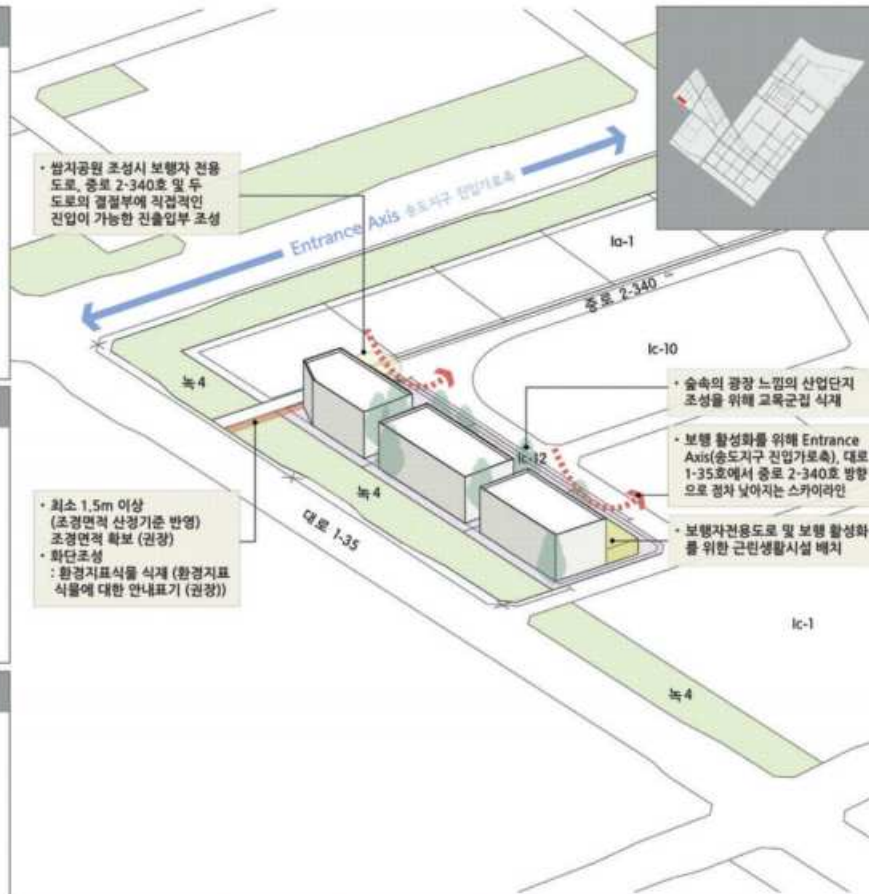 • 쌈지공원 조성시 보행자 전용
도로, 중로 2-340호 및 두
도로의 결절부에 직접적인
진입이 가능한 진출입부 조성
Entrance Axis 송도지구 진입가로축
Ia-1
중로 2-340
Ic-10
녹4
• 숲속의 광장 느낌의 산업단지
조성을 위해 교목군집 식재
Ic-12
• 보행 활성화를 위해 Entrance
Axis(송도지구 진입가로축), 대로
1-35호에서 중로 2-340호 방향
으로 점차 낮아지는 스카이라인
녹4
• 최소 1.5m 이상
(조경면적 산정기준 반영)
조경면적 확보 (권장)
• 화단조성
: 환경지표식물 식재 (환경지표
식물에 대한 안내표기 (권장))
대로 1-35
• 보행자전용도로 및 보행 활성화
를 위한 근린생활시설 배치
Ic-1
녹4